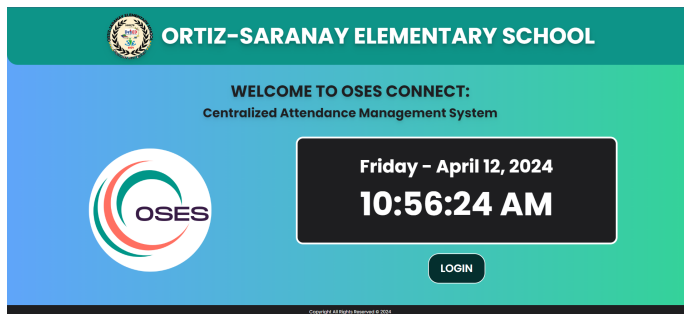 ORTIZ-SARANAY ELEMENTARY SCHOOL
WELCOME TO OSES CONNECT:
Centralized Attendance Management System
OSES
Friday - April 12, 2024
10:56:24 AM
LOGIN
Copyright All Rights Reserved © 2024